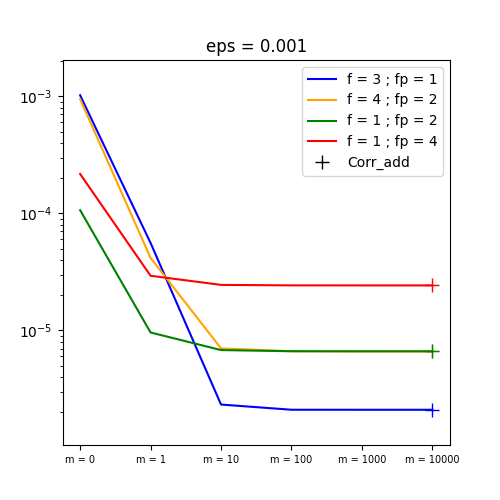 eps = 0.001
f = 3 ; fp = 1
f = 4 ; fp = 2
f = 1 ; fp = 2
f = 1 ; fp = 4
Corr_add
10⁻³
10⁻⁴
10⁻⁵
m = 0 m = 1 m = 10 m = 100 m = 1000 m = 10000